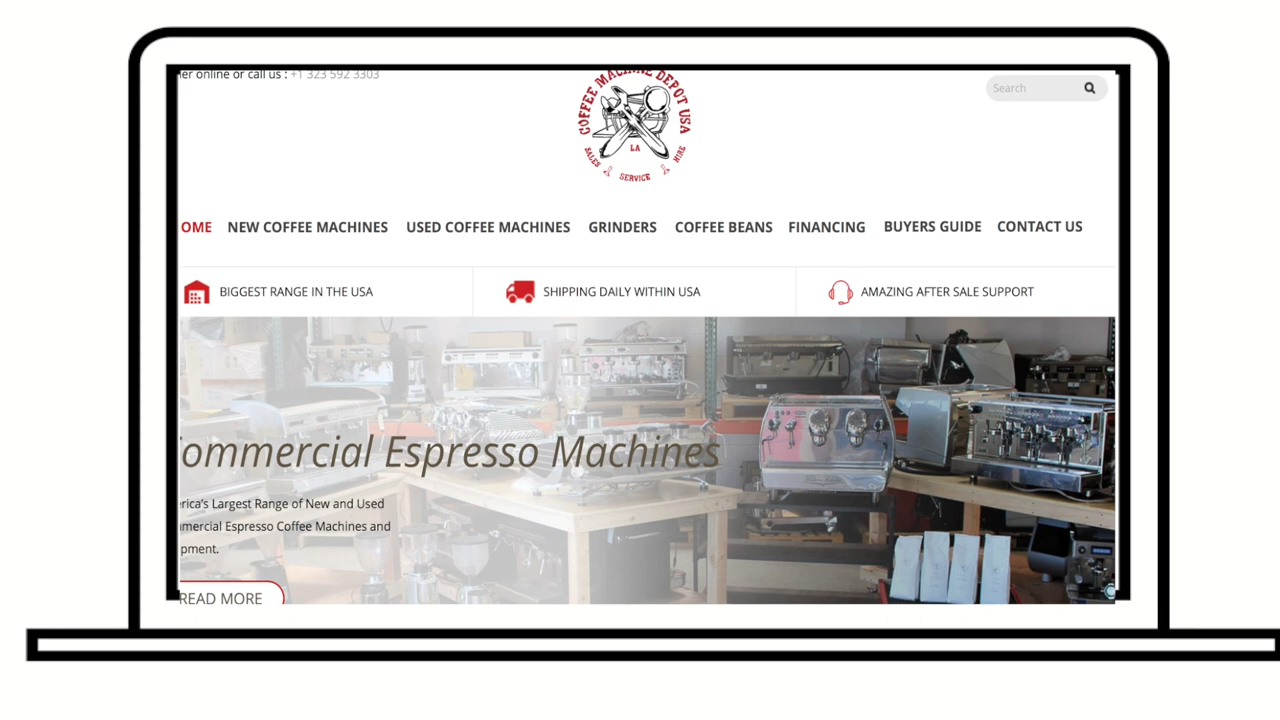 her online or call us : +1 323 592 3303
COFFEE MACHINE DEPOT USA
LA
SALES SERVICE HIRE
Search
OME NEW COFFEE MACHINES USED COFFEE MACHINES GRINDERS COFFEE BEANS FINANCING BUYERS GUIDE CONTACT US
BIGGEST RANGE IN THE USA SHIPPING DAILY WITHIN USA AMAZING AFTER SALE SUPPORT
ommercial Espresso Machines
erica's Largest Range of New and Used
mercial Espresso Coffee Machines and
pment.
READ MORE